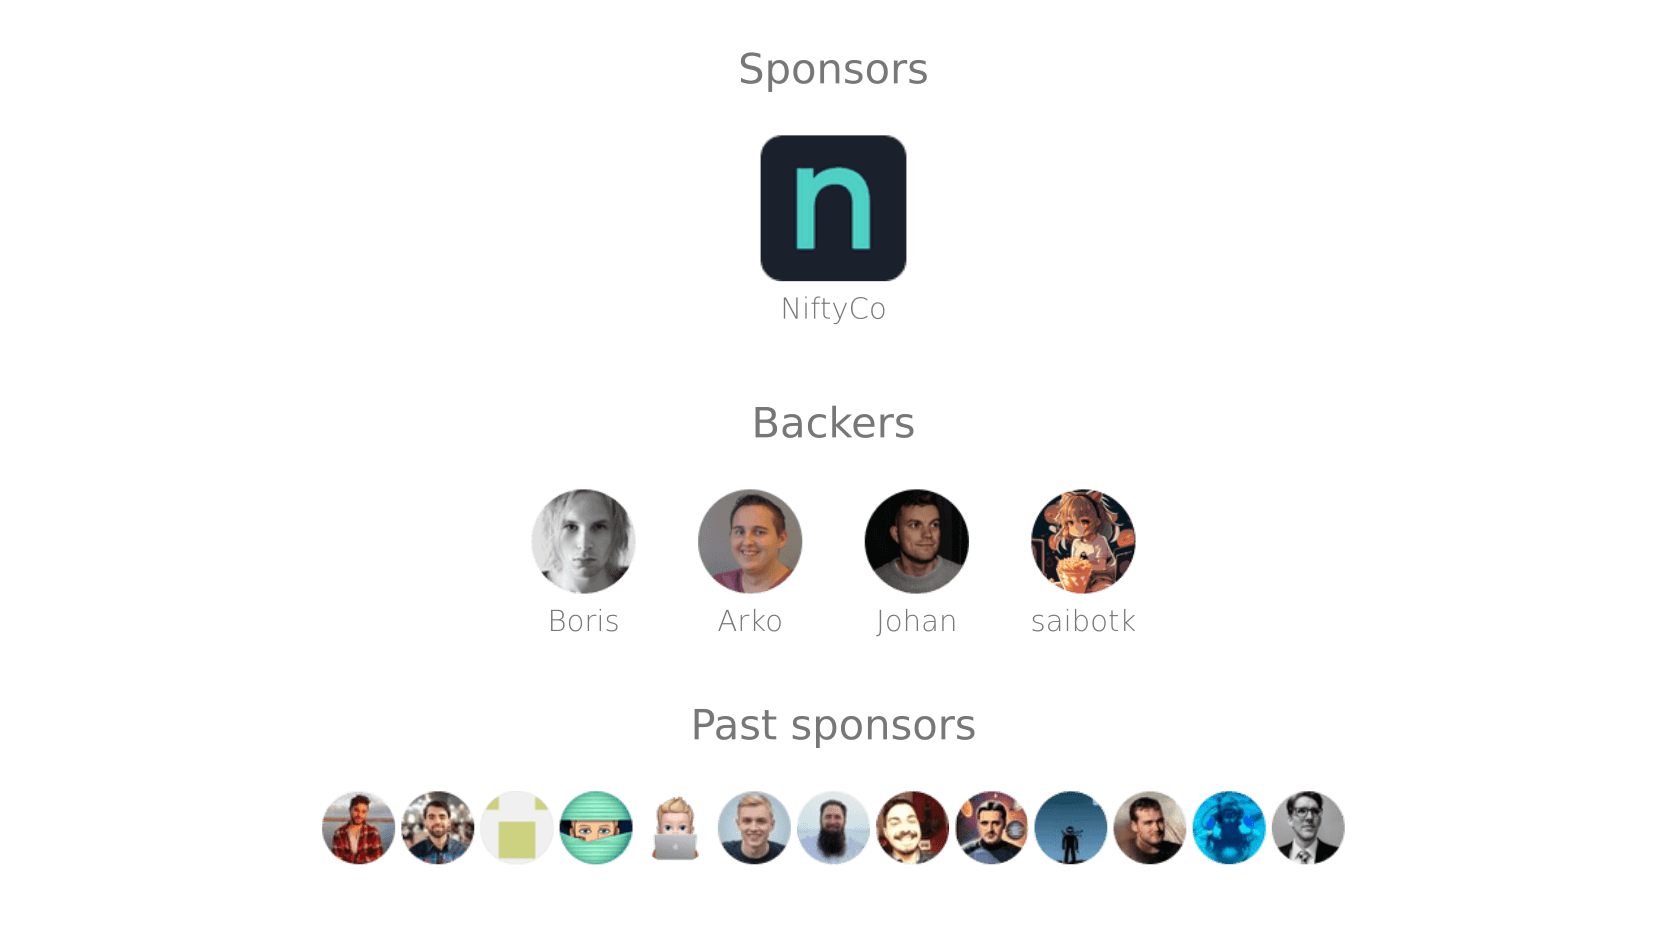 Sponsors
n
NiftyCo
Backers
Boris Arko Johan saibotk
Past sponsors